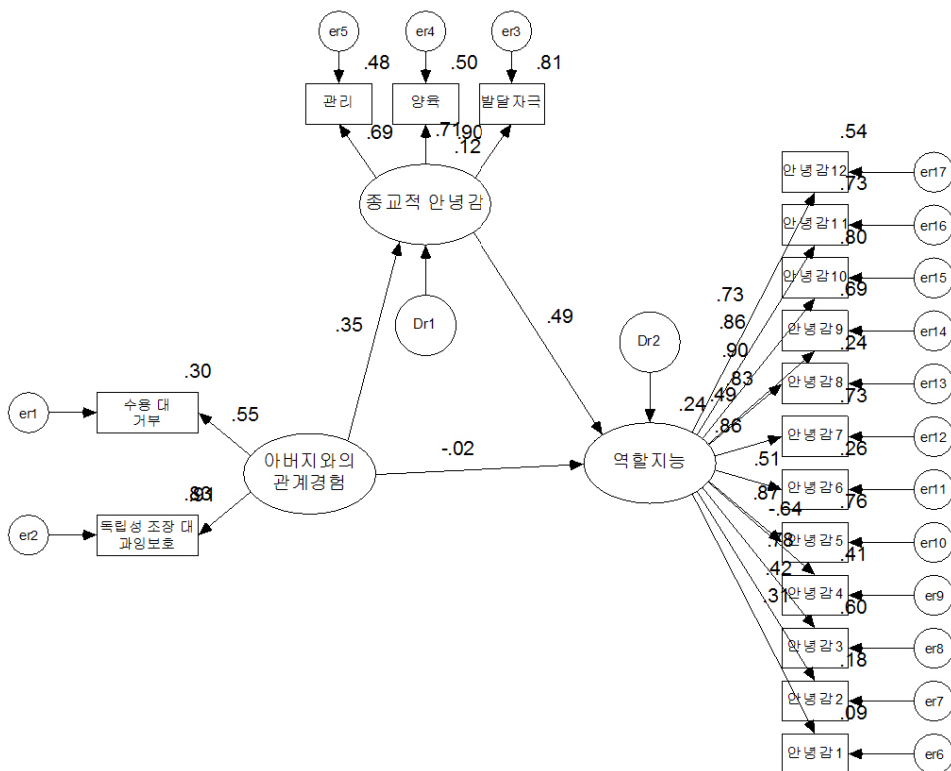 er5
er4
er3
.48
.50
.81
관리
양육
발달자극
.69
.71
.90
.12
종교적 안녕감
.54
안녕감12
er17
.73
안녕감11
er16
.80
안녕감10
er15
.69
안녕감9
er14
.24
안녕감8
er13
.73
안녕감7
er12
.26
안녕감6
er11
.76
안녕감5
er10
.41
안녕감4
er9
.60
안녕감3
er8
.18
안녕감2
er7
.09
안녕감1
er6
.73
.86
.90
.83
.49
.86
.51
.87
-.64
.78
.42
.31
.24
Dr1
Dr2
.35
.49
-.02
역할지능
.30
er1
수용 대
거부
.55
아버지와의
관계경험
er2
독립성 조장 대
과잉보호